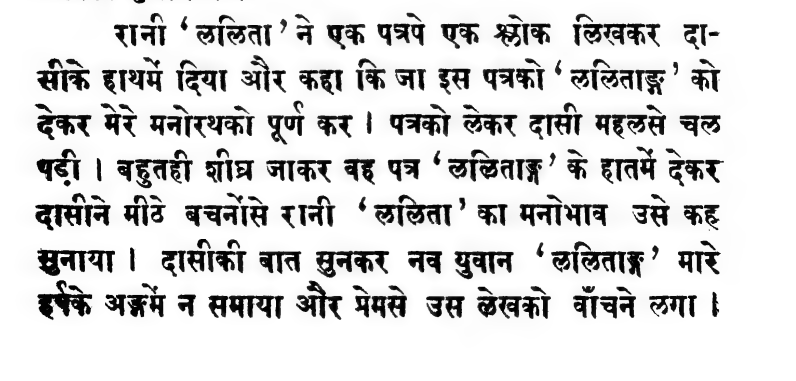 रानी ‘ललिता’ ने एक पत्रपे एक श्लोक लिखकर दा-
सीके हाथमें दिया और कहा कि जा इस पत्रको ‘ललिताङ्ग’ को
देकर मेरे मनोरथको पूर्ण कर । पत्रको लेकर दासी महलसे चल
पड़ी । बहुतही शीघ्र जाकर वह पत्र ‘ललिताङ्ग’ के हातमें देकर
दासीने मीठे बचनोंसे रानी ‘ललिता’ का मनोभाव उसे कह
सुनाया । दासीकी बात सुनकर नव युवान ‘ललिताङ्ग’ मारे
हर्षके अङ्गमें न समाया और प्रेमसे उस लेखको वाँचने लगा ।